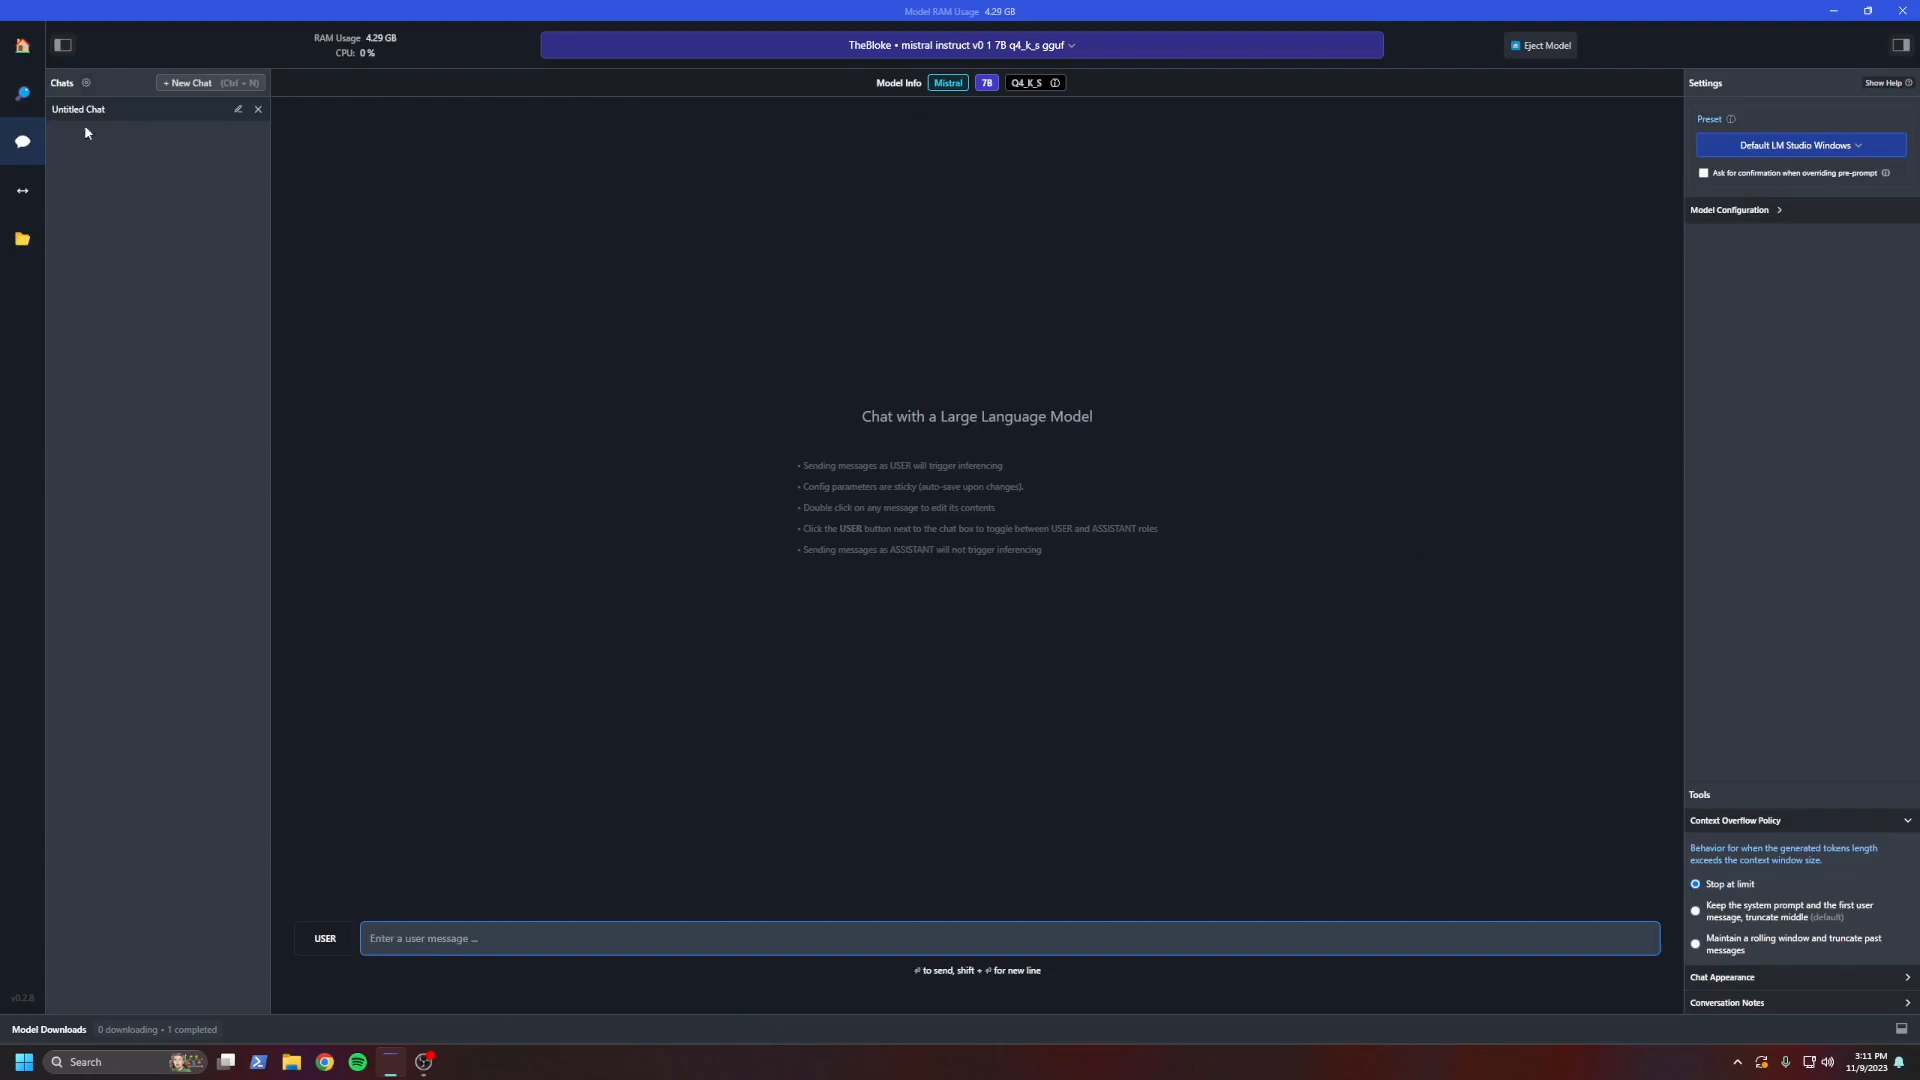 Model RAM Usage 4.29 GB
RAM Usage 4.29 GB
CPU: 0 %
TheBloke • mistral instruct v0 1 7B q4_k_s gguf
Eject Model
Chats
+ New Chat (Ctrl + N)
Model Info Mistral 7B Q4_K_S
Settings
Show Help
Untitled Chat
Preset
Default LM Studio Windows
Ask for confirmation when overriding pre-prompt
Model Configuration
Chat with a Large Language Model
• Sending messages as USER will trigger inferencing
• Config parameters are sticky (auto-save upon changes).
• Double click on any message to edit its contents
• Click the USER button next to the chat box to toggle between USER and ASSISTANT roles
• Sending messages as ASSISTANT will not trigger inferencing
Tools
Context Overflow Policy
Behavior for when the generated tokens length
exceeds the context window size.
Stop at limit
Keep the system prompt and the first user
message, truncate middle (default)
Maintain a rolling window and truncate past
messages
Chat Appearance
Conversation Notes
USER
Enter a user message ...
⏎ to send, shift + ⏎ for new line
v0.2.8
Model Downloads 0 downloading • 1 completed
Search
3:11 PM
11/9/2023